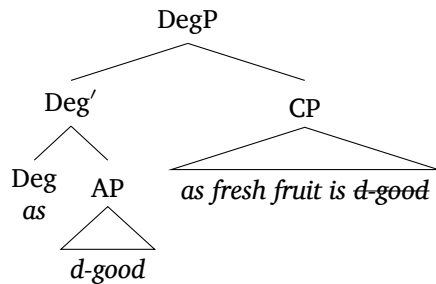 DegP
Deg′ CP
Deg AP as fresh fruit is d-good
as
d-good